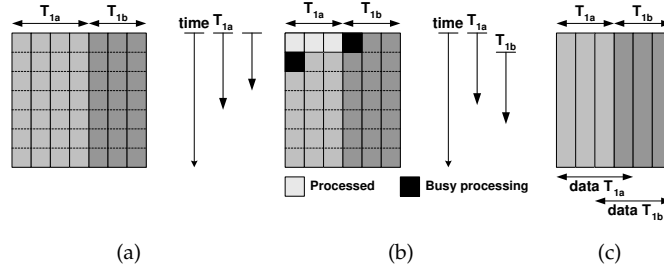 T1a T1b
time T1a
T1a T1b
time T1a
T1b
T1a T1b
Processed Busy processing
data T1a
data T1b
(a) (b) (c)